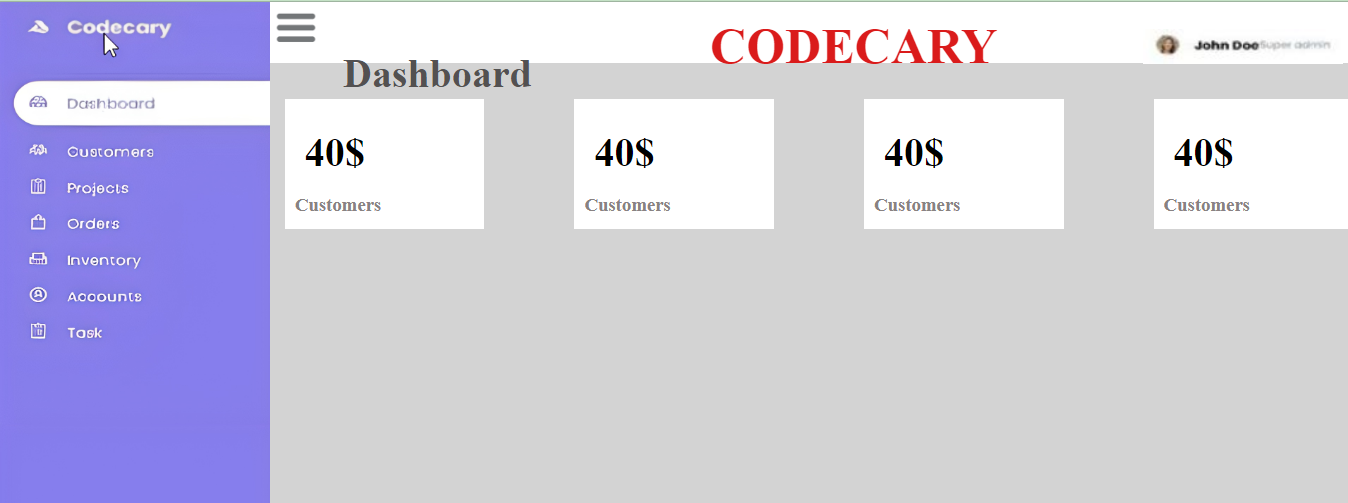 Codecary
Dashboard
Customers
Projects
Orders
Inventory
Accounts
Task
CODECARY
John Doe Super admin
Dashboard
40$ 40$ 40$ 40$
Customers Customers Customers Customers